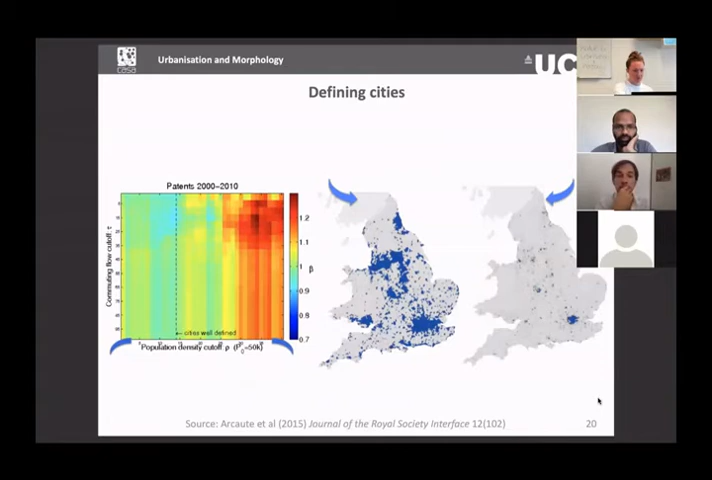 casa
Urbanisation and Morphology
UC
Defining cities
Patents 2000-2010
Commuting flow cutoff τ
1.2
1.1
1
0.9
0.8
0.7
β
← cities well defined
Population density cutoff ρ (P₀=50k)
Source: Arcaute et al (2015) Journal of the Royal Society Interface 12(102)
20